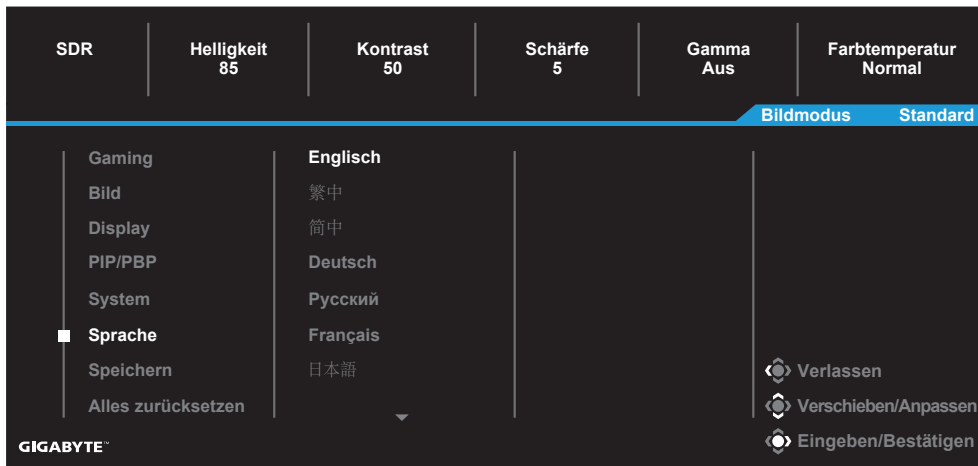 SDR Helligkeit Kontrast Schärfe Gamma Farbtemperatur
85 50 5 Aus Normal
Bildmodus Standard
Gaming Englisch
Bild 繁中
Display 简中
PIP/PBP Deutsch
System Русский
Sprache Français
Speichern 日本語 Verlassen
Alles zurücksetzen Verschieben/Anpassen
GIGABYTE™ Eingeben/Bestätigen